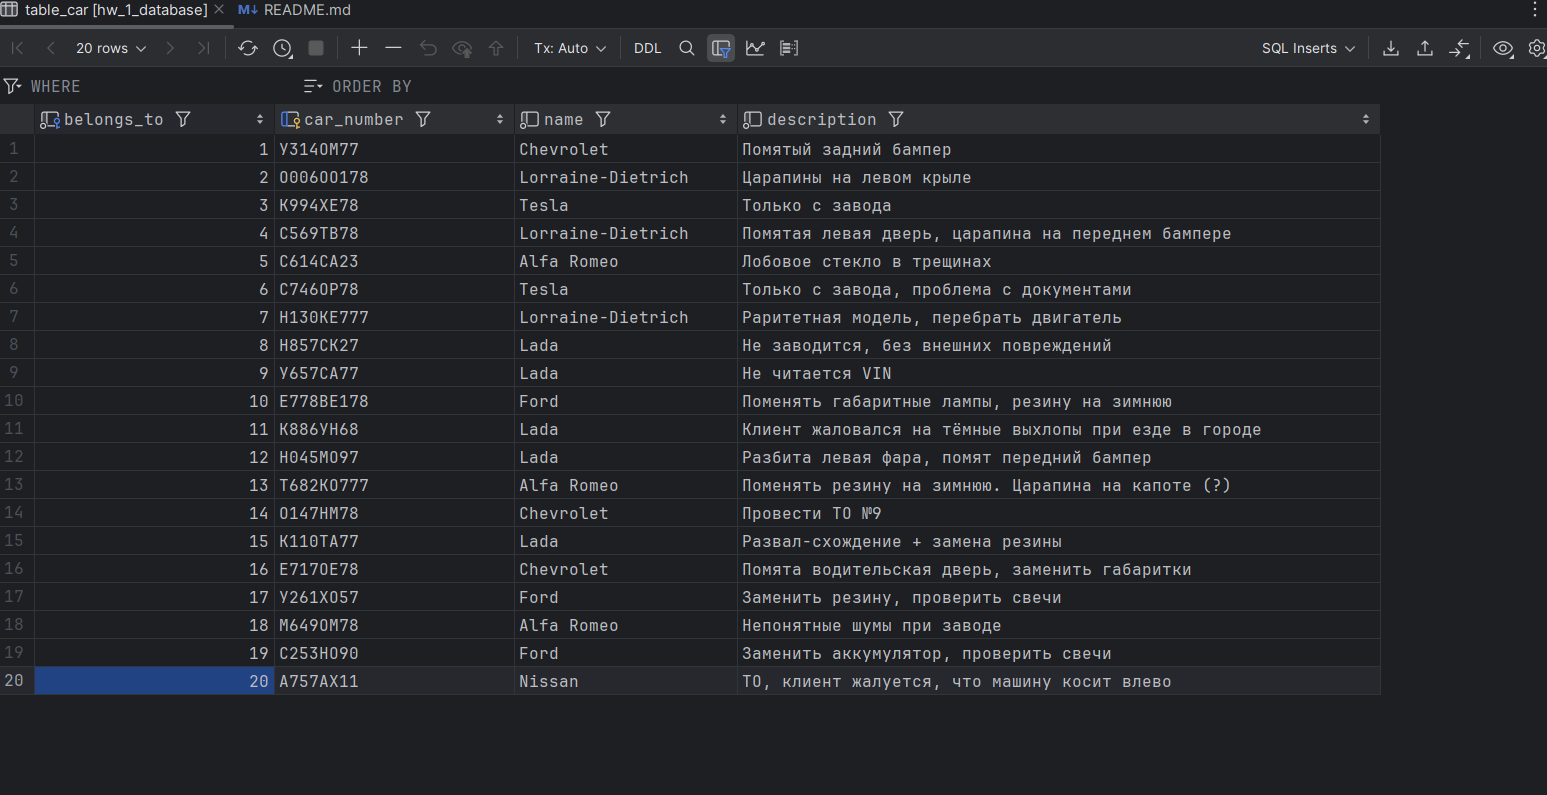 table_car [hw_1_database] README.md
20 rows Tx: Auto DDL SQL Inserts
WHERE ORDER BY
belongs_to car_number name description
1 1 У314ОМ77 Chevrolet Помятый задний бампер
2 2 О006ОО178 Lorraine-Dietrich Царапины на левом крыле
3 3 К994ХЕ78 Tesla Только с завода
4 4 С569ТВ78 Lorraine-Dietrich Помятая левая дверь, царапина на переднем бампере
5 5 С614СА23 Alfa Romeo Лобовое стекло в трещинах
6 6 С746ОР78 Tesla Только с завода, проблема с документами
7 7 Н130КЕ777 Lorraine-Dietrich Раритетная модель, перебрать двигатель
8 8 Н857СК27 Lada Не заводится, без внешних повреждений
9 9 У657СА77 Lada Не читается VIN
10 10 Е778ВЕ178 Ford Поменять габаритные лампы, резину на зимнюю
11 11 К886УН68 Lada Клиент жаловался на тёмные выхлопы при езде в городе
12 12 Н045МО97 Lada Разбита левая фара, помят передний бампер
13 13 Т682КО777 Alfa Romeo Поменять резину на зимнюю. Царапина на капоте (?)
14 14 О147НМ78 Chevrolet Провести ТО №9
15 15 К110ТА77 Lada Развал-схождение + замена резины
16 16 Е717ОЕ78 Chevrolet Помята водительская дверь, заменить габаритки
17 17 У261ХО57 Ford Заменить резину, проверить свечи
18 18 М649ОМ78 Alfa Romeo Непонятные шумы при заводе
19 19 С253НО90 Ford Заменить аккумулятор, проверить свечи
20 20 А757АХ11 Nissan ТО, клиент жалуется, что машину косит влево